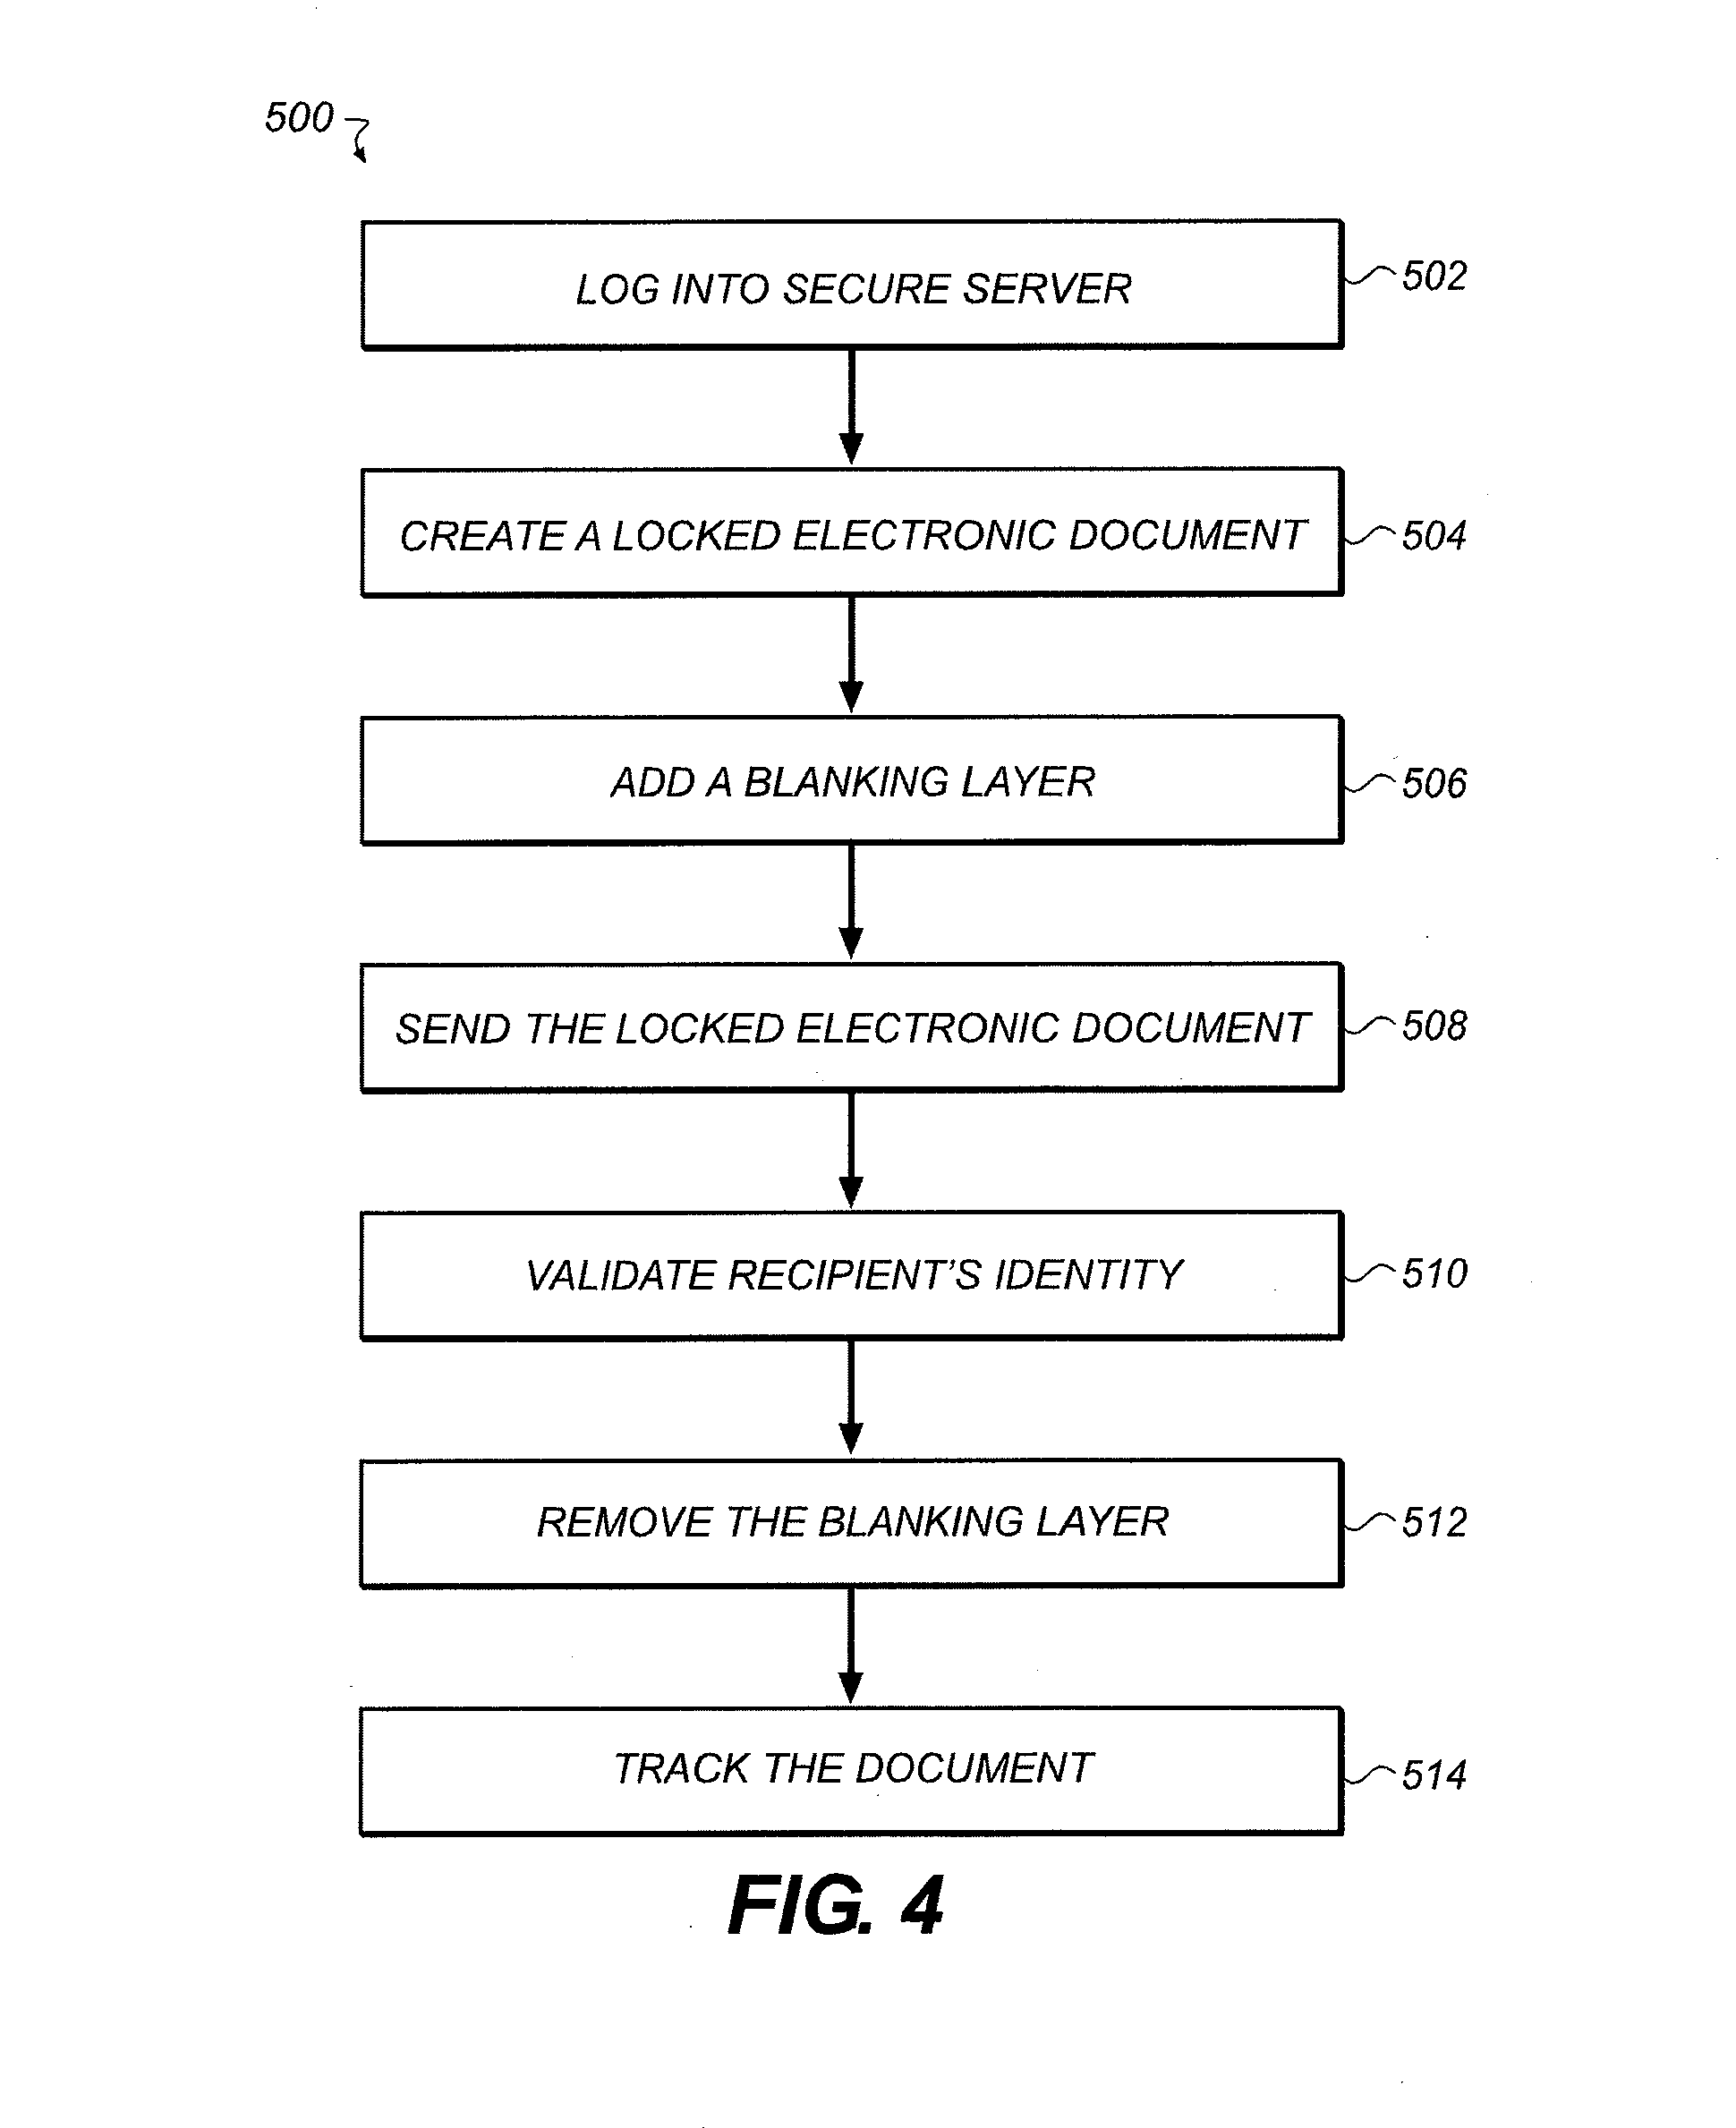 500
LOG INTO SECURE SERVER
502
CREATE A LOCKED ELECTRONIC DOCUMENT
504
ADD A BLANKING LAYER
506
SEND THE LOCKED ELECTRONIC DOCUMENT
508
VALIDATE RECIPIENT'S IDENTITY
510
REMOVE THE BLANKING LAYER
512
TRACK THE DOCUMENT
514
FIG. 4